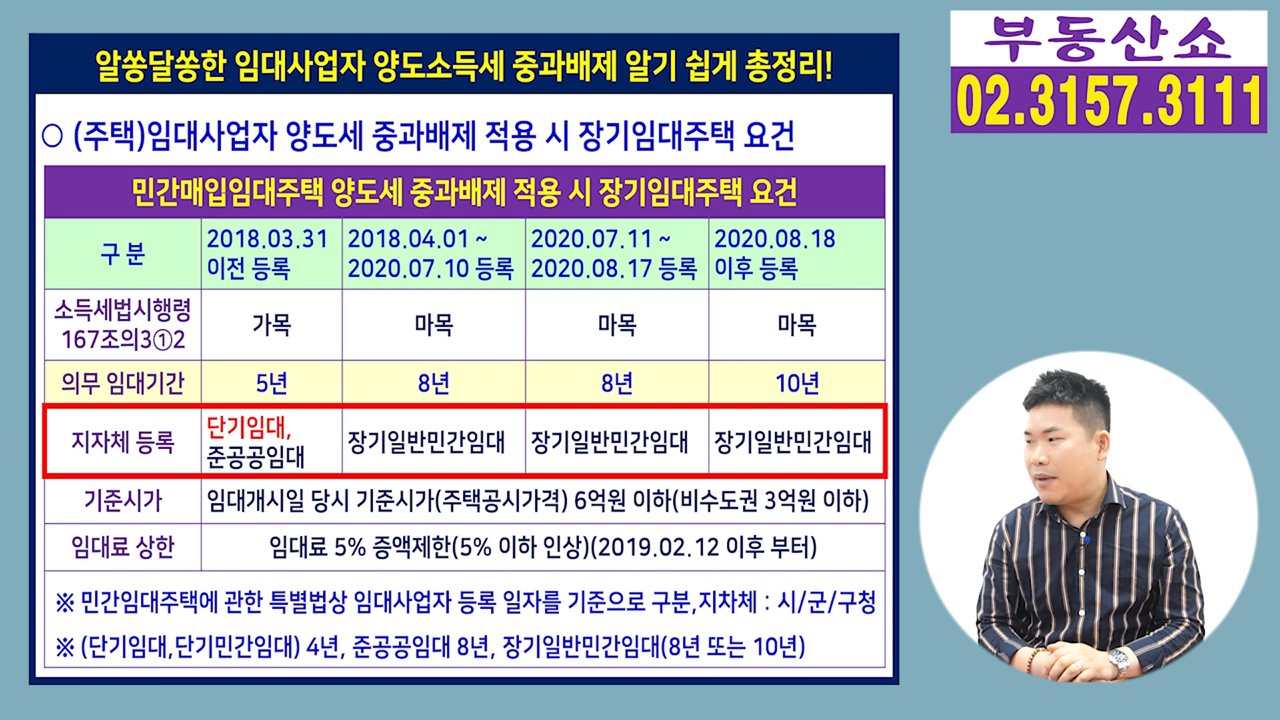 알쏭달쏭한 임대사업자 양도소득세 중과배제 알기 쉽게 총정리!
부동산쇼
02.3157.3111
○ (주택)임대사업자 양도세 중과배제 적용 시 장기임대주택 요건
민간매입임대주택 양도세 중과배제 적용 시 장기임대주택 요건
구 분
2018.03.31
이전 등록
2018.04.01 ~
2020.07.10 등록
2020.07.11 ~
2020.08.17 등록
2020.08.18
이후 등록
소득세법시행령
167조의3①2
가목
마목
마목
마목
의무 임대기간
5년
8년
8년
10년
지자체 등록
단기임대,
준공공임대
장기일반민간임대
장기일반민간임대
장기일반민간임대
기준시가
임대개시일 당시 기준시가(주택공시가격) 6억원 이하(비수도권 3억원 이하)
임대료 상한
임대료 5% 증액제한(5% 이하 인상)(2019.02.12 이후 부터)
※ 민간임대주택에 관한 특별법상 임대사업자 등록 일자를 기준으로 구분,지차체 : 시/군/구청
※ (단기임대,단기민간임대) 4년, 준공공임대 8년, 장기일반민간임대(8년 또는 10년)